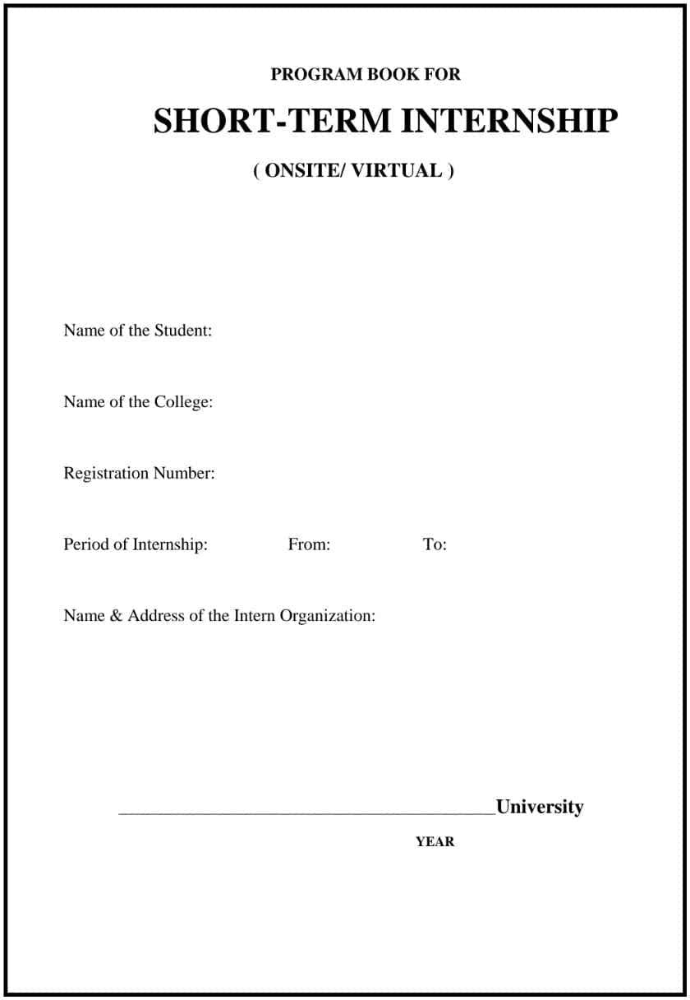 PROGRAM BOOK FOR
SHORT-TERM INTERNSHIP
( ONSITE/ VIRTUAL )
Name of the Student:
Name of the College:
Registration Number:
Period of Internship: From: To:
Name & Address of the Intern Organization:
__________________________________________University
YEAR